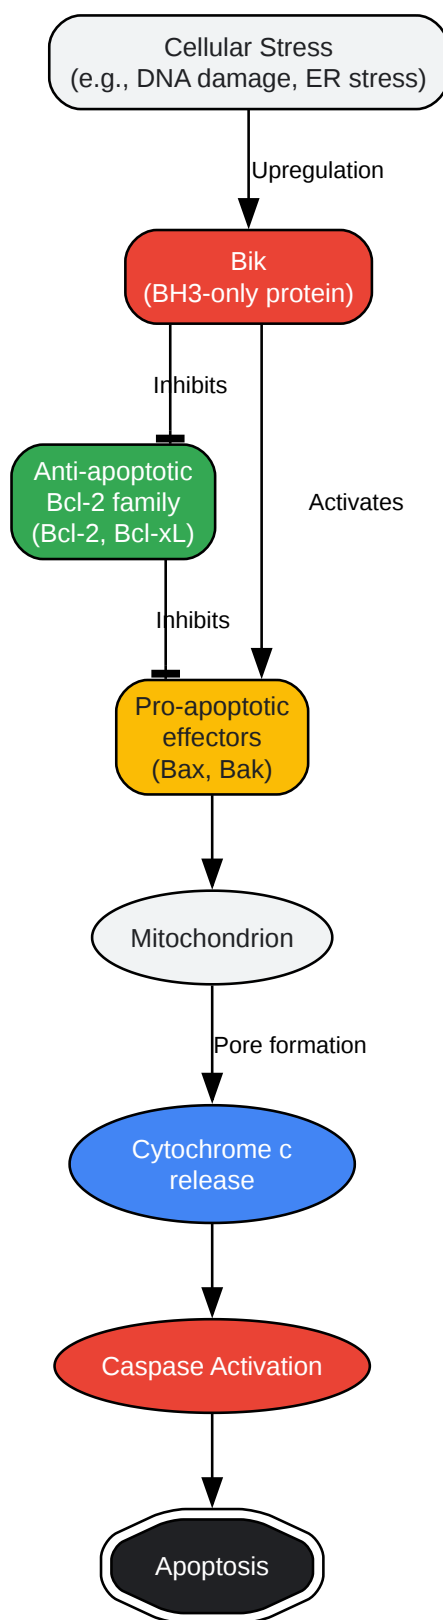 Cellular Stress
(e.g., DNA damage, ER stress)
Upregulation
Bik
(BH3-only protein)
Inhibits
Anti-apoptotic
Bcl-2 family
(Bcl-2, Bcl-xL)
Activates
Inhibits
Pro-apoptotic
effectors
(Bax, Bak)
Mitochondrion
Pore formation
Cytochrome c
release
Caspase Activation
Apoptosis